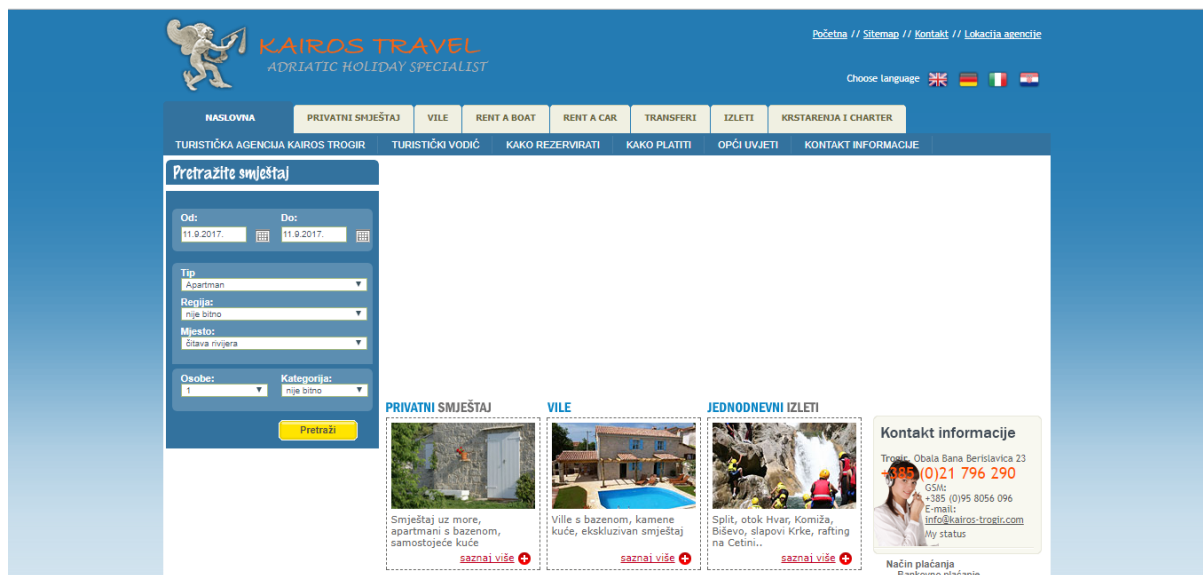 KAIROS TRAVEL
ADRIATIC HOLIDAY SPECIALIST
Početna // Sitemap // Kontakt // Lokacija agencije
Choose language
NASLOVNA PRIVATNI SMJEŠTAJ VILE RENT A BOAT RENT A CAR TRANSFERI IZLETI KRSTARENJA I CHARTER
TURISTIČKA AGENCIJA KAIROS TROGIR TURISTIČKI VODIČ KAKO REZERVIRATI KAKO PLATITI OPĆI UVJETI KONTAKT INFORMACIJE
Pretražite smještaj
Od: Do:
11.9.2017. 11.9.2017.
Tip
Apartman
Regija:
nije bitno
Mjesto:
čitava rivijera
Osobe: Kategorija:
1 nije bitno
Pretraži
PRIVATNI SMJEŠTAJ
Smještaj uz more,
apartmani s bazenom,
samostojeće kuće
saznaj više
VILE
Ville s bazenom, kamene
kuće, ekskluzivan smještaj
saznaj više
JEDNODNEVNI IZLETI
Split, otok Hvar, Komiža,
Biševo, slapovi Krke, rafting
na Cetini..
saznaj više
Kontakt informacije
Trogir, Obala Bana Berislavica 23
+385 (0)21 796 290
GSM:
+385 (0)95 8056 096
E-mail:
info@kairos-trogir.com
My status
Način plaćanja
Bankovno plaćanje